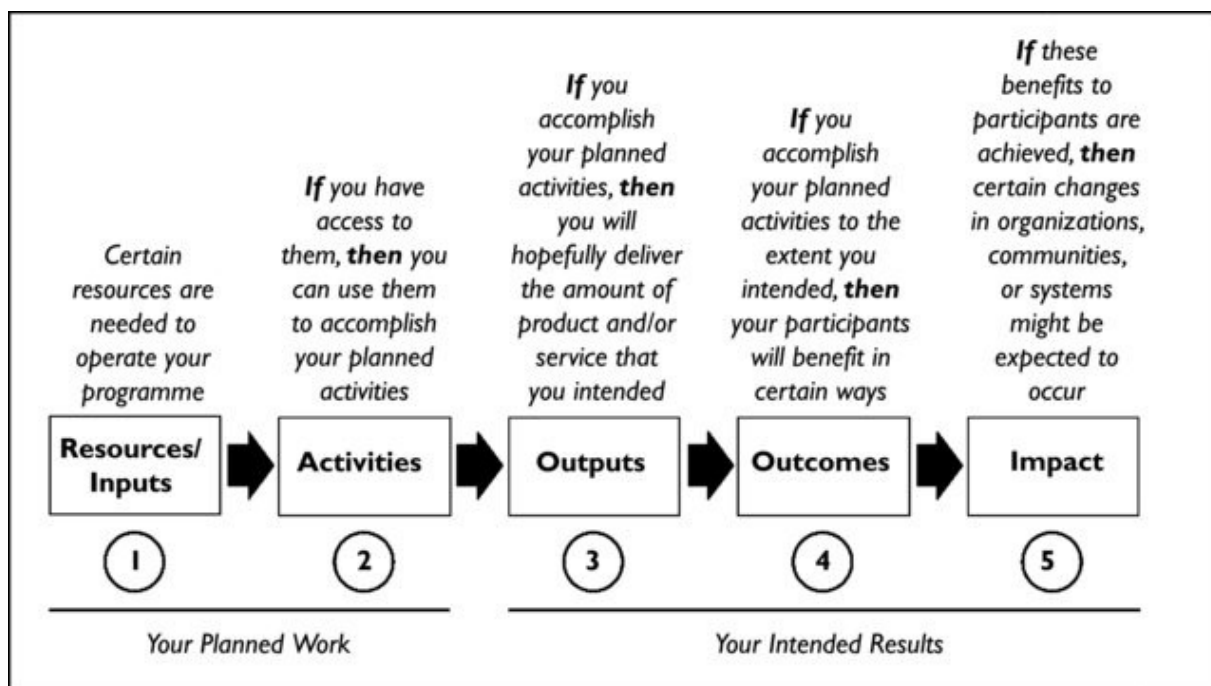 Certain
resources are
needed to
operate your
programme
If you have
access to
them, then you
can use them
to accomplish
your planned
activities
If you
accomplish
your planned
activities, then
you will
hopefully deliver
the amount of
product and/or
service that
you intended
If you
accomplish
your planned
activities to the
extent you
intended, then
your participants
will benefit in
certain ways
If these
benefits to
participants are
achieved, then
certain changes
in organizations,
communities,
or systems
might be
expected to
occur
Resources/
Inputs
Activities
Outputs
Outcomes
Impact
1
2
3
4
5
Your Planned Work
Your Intended Results